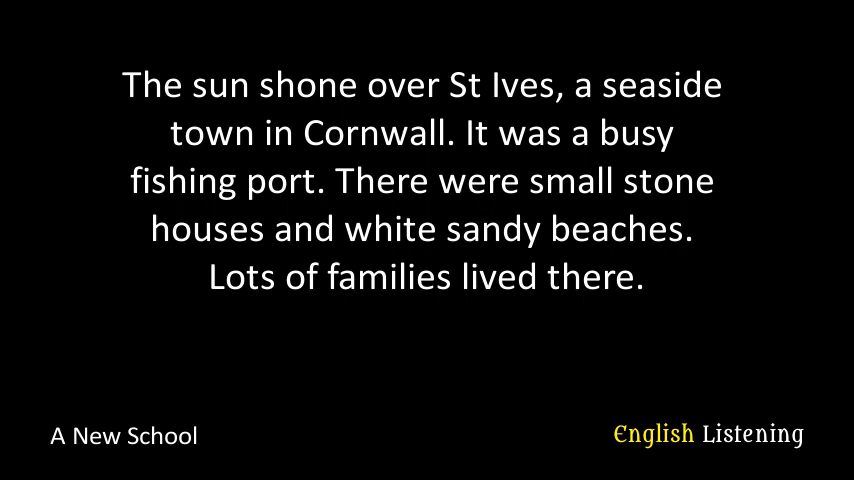 The sun shone over St Ives, a seaside
town in Cornwall. It was a busy
fishing port. There were small stone
houses and white sandy beaches.
Lots of families lived there.
A New School
English Listening